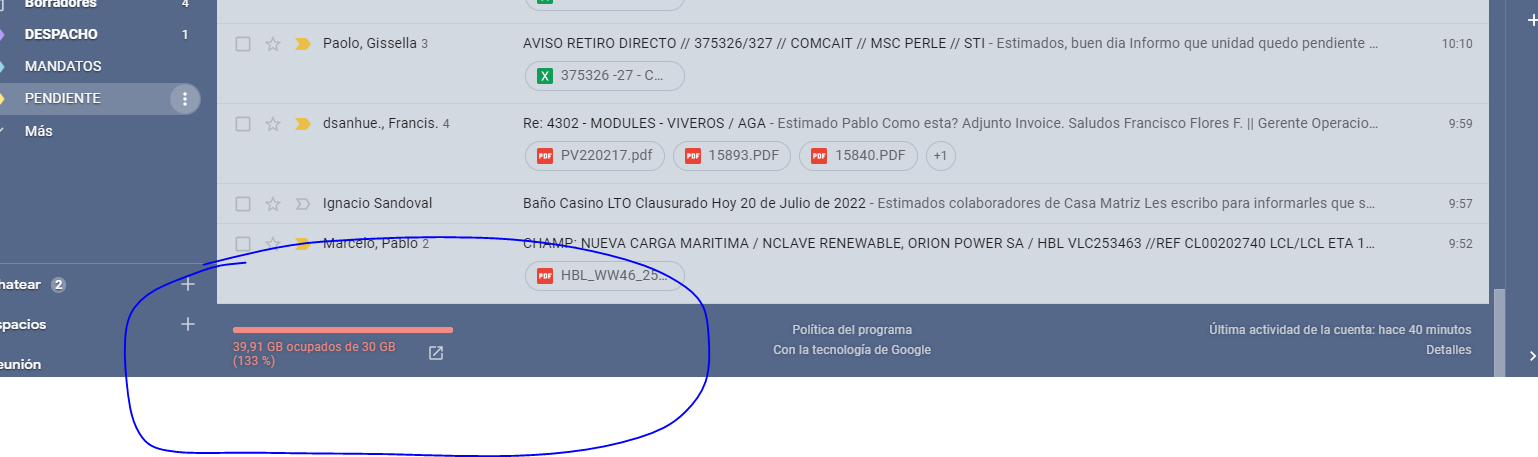 Borradores 4
DESPACHO 1
MANDATOS
PENDIENTE
Más
hatear 2
spacios
eunión
Paolo, Gissella 3 AVISO RETIRO DIRECTO // 375326/327 // COMCAIT // MSC PERLE // STI - Estimados, buen dia Informo que unidad quedo pendiente … 10:10
375326 -27 - C…
dsanhue., Francis. 4 Re: 4302 - MODULES - VIVEROS / AGA - Estimado Pablo Como esta? Adjunto Invoice. Saludos Francisco Flores F. || Gerente Operacio… 9:59
PDF PV220217.pdf PDF 15893.PDF PDF 15840.PDF +1
Ignacio Sandoval Baño Casino LTO Clausurado Hoy 20 de Julio de 2022 - Estimados colaboradores de Casa Matriz Les escribo para informarles que s… 9:57
Marcelo, Pablo 2 CHAMP: NUEVA CARGA MARITIMA / NCLAVE RENEWABLE, ORION POWER SA / HBL VLC253463 //REF CL00202740 LCL/LCL ETA 1… 9:52
PDF HBL_WW46_25…
39,91 GB ocupados de 30 GB
(133 %)
Política del programa
Con la tecnología de Google
Última actividad de la cuenta: hace 40 minutos
Detalles